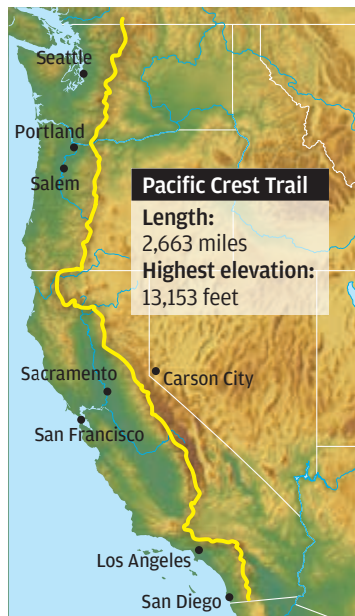 Seattle
Portland
Salem
Pacific Crest Trail
Length:
2,663 miles
Highest elevation:
13,153 feet
Sacramento
Carson City
San Francisco
Los Angeles
San Diego